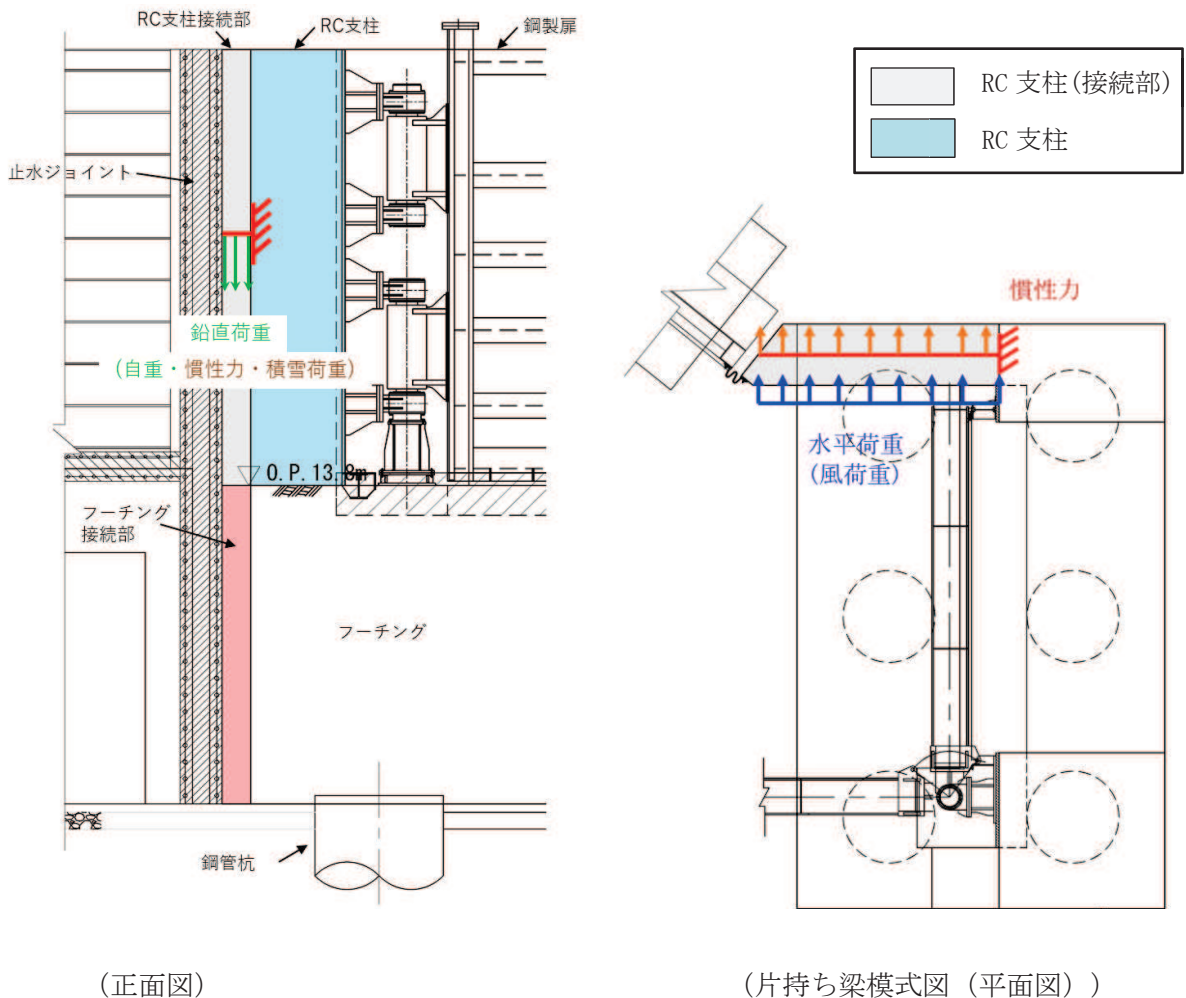 RC支柱接続部
RC支柱
鋼製扉
止水ジョイント
鉛直荷重
(自重・慣性力・積雪荷重)
O.P.13.8m
フーチング
接続部
フーチング
鋼管杭
(正面図)
RC 支柱(接続部)
RC 支柱
慣性力
水平荷重
(風荷重)
(片持ち梁模式図(平面図))